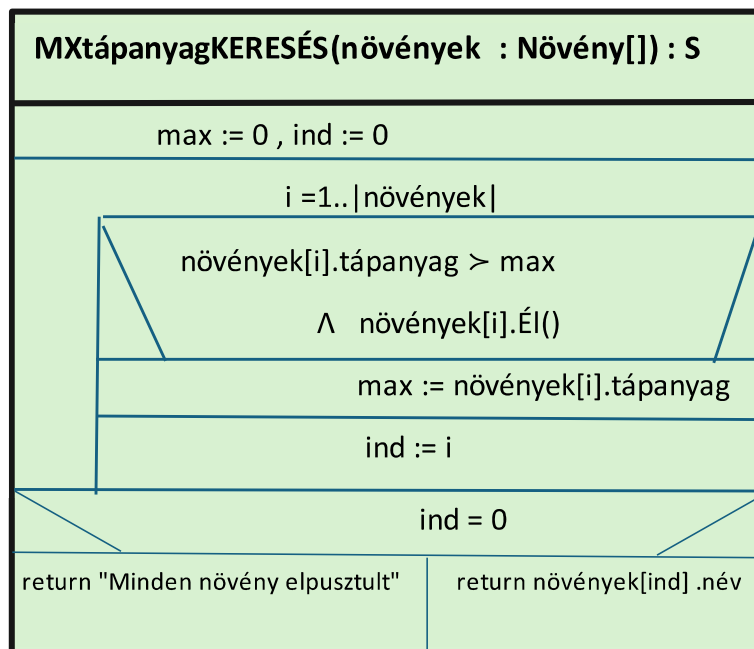 MXtápanyagKERESÉS(növények : Növény[]) : S
max := 0 , ind := 0
i =1..|növények|
növények[i].tápanyag ≻ max
Λ növények[i].Él()
max := növények[i].tápanyag
ind := i
ind = 0
return "Minden növény elpusztult"
return növények[ind] .név